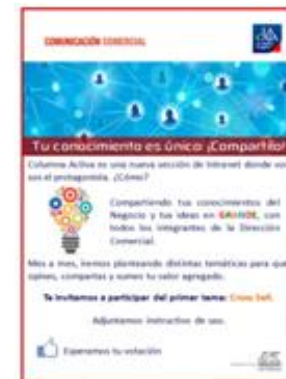 COMUNICACIÓN COMERCIAL
Tu conocimiento es único ¡Compartilo!
Columna Activa es una nueva sección de Intranet donde vos
sos el protagonista. ¿Cómo?
Compartiendo tus conocimientos del
Negocio y tus ideas en GRANDE, con
todos los integrantes de la Dirección
Comercial.
Mes a mes, iremos planteando distintas temáticas para que
opines, compartas y sumes tu valor agregado.
Te invitamos a participar del primer tema: Cross Sell.
Adjuntamos instructivo de uso.
Esperamos tu votación